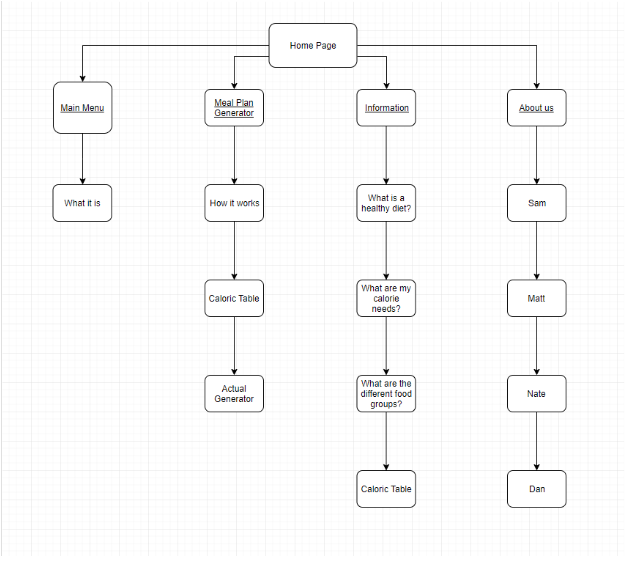 Home Page
Main Menu
Meal Plan
Generator
Information
About us
What it is
How it works
What is a
healthy diet?
Sam
Caloric Table
What are my
calorie
needs?
Matt
Actual
Generator
What are the
different food
groups?
Nate
Caloric Table
Dan